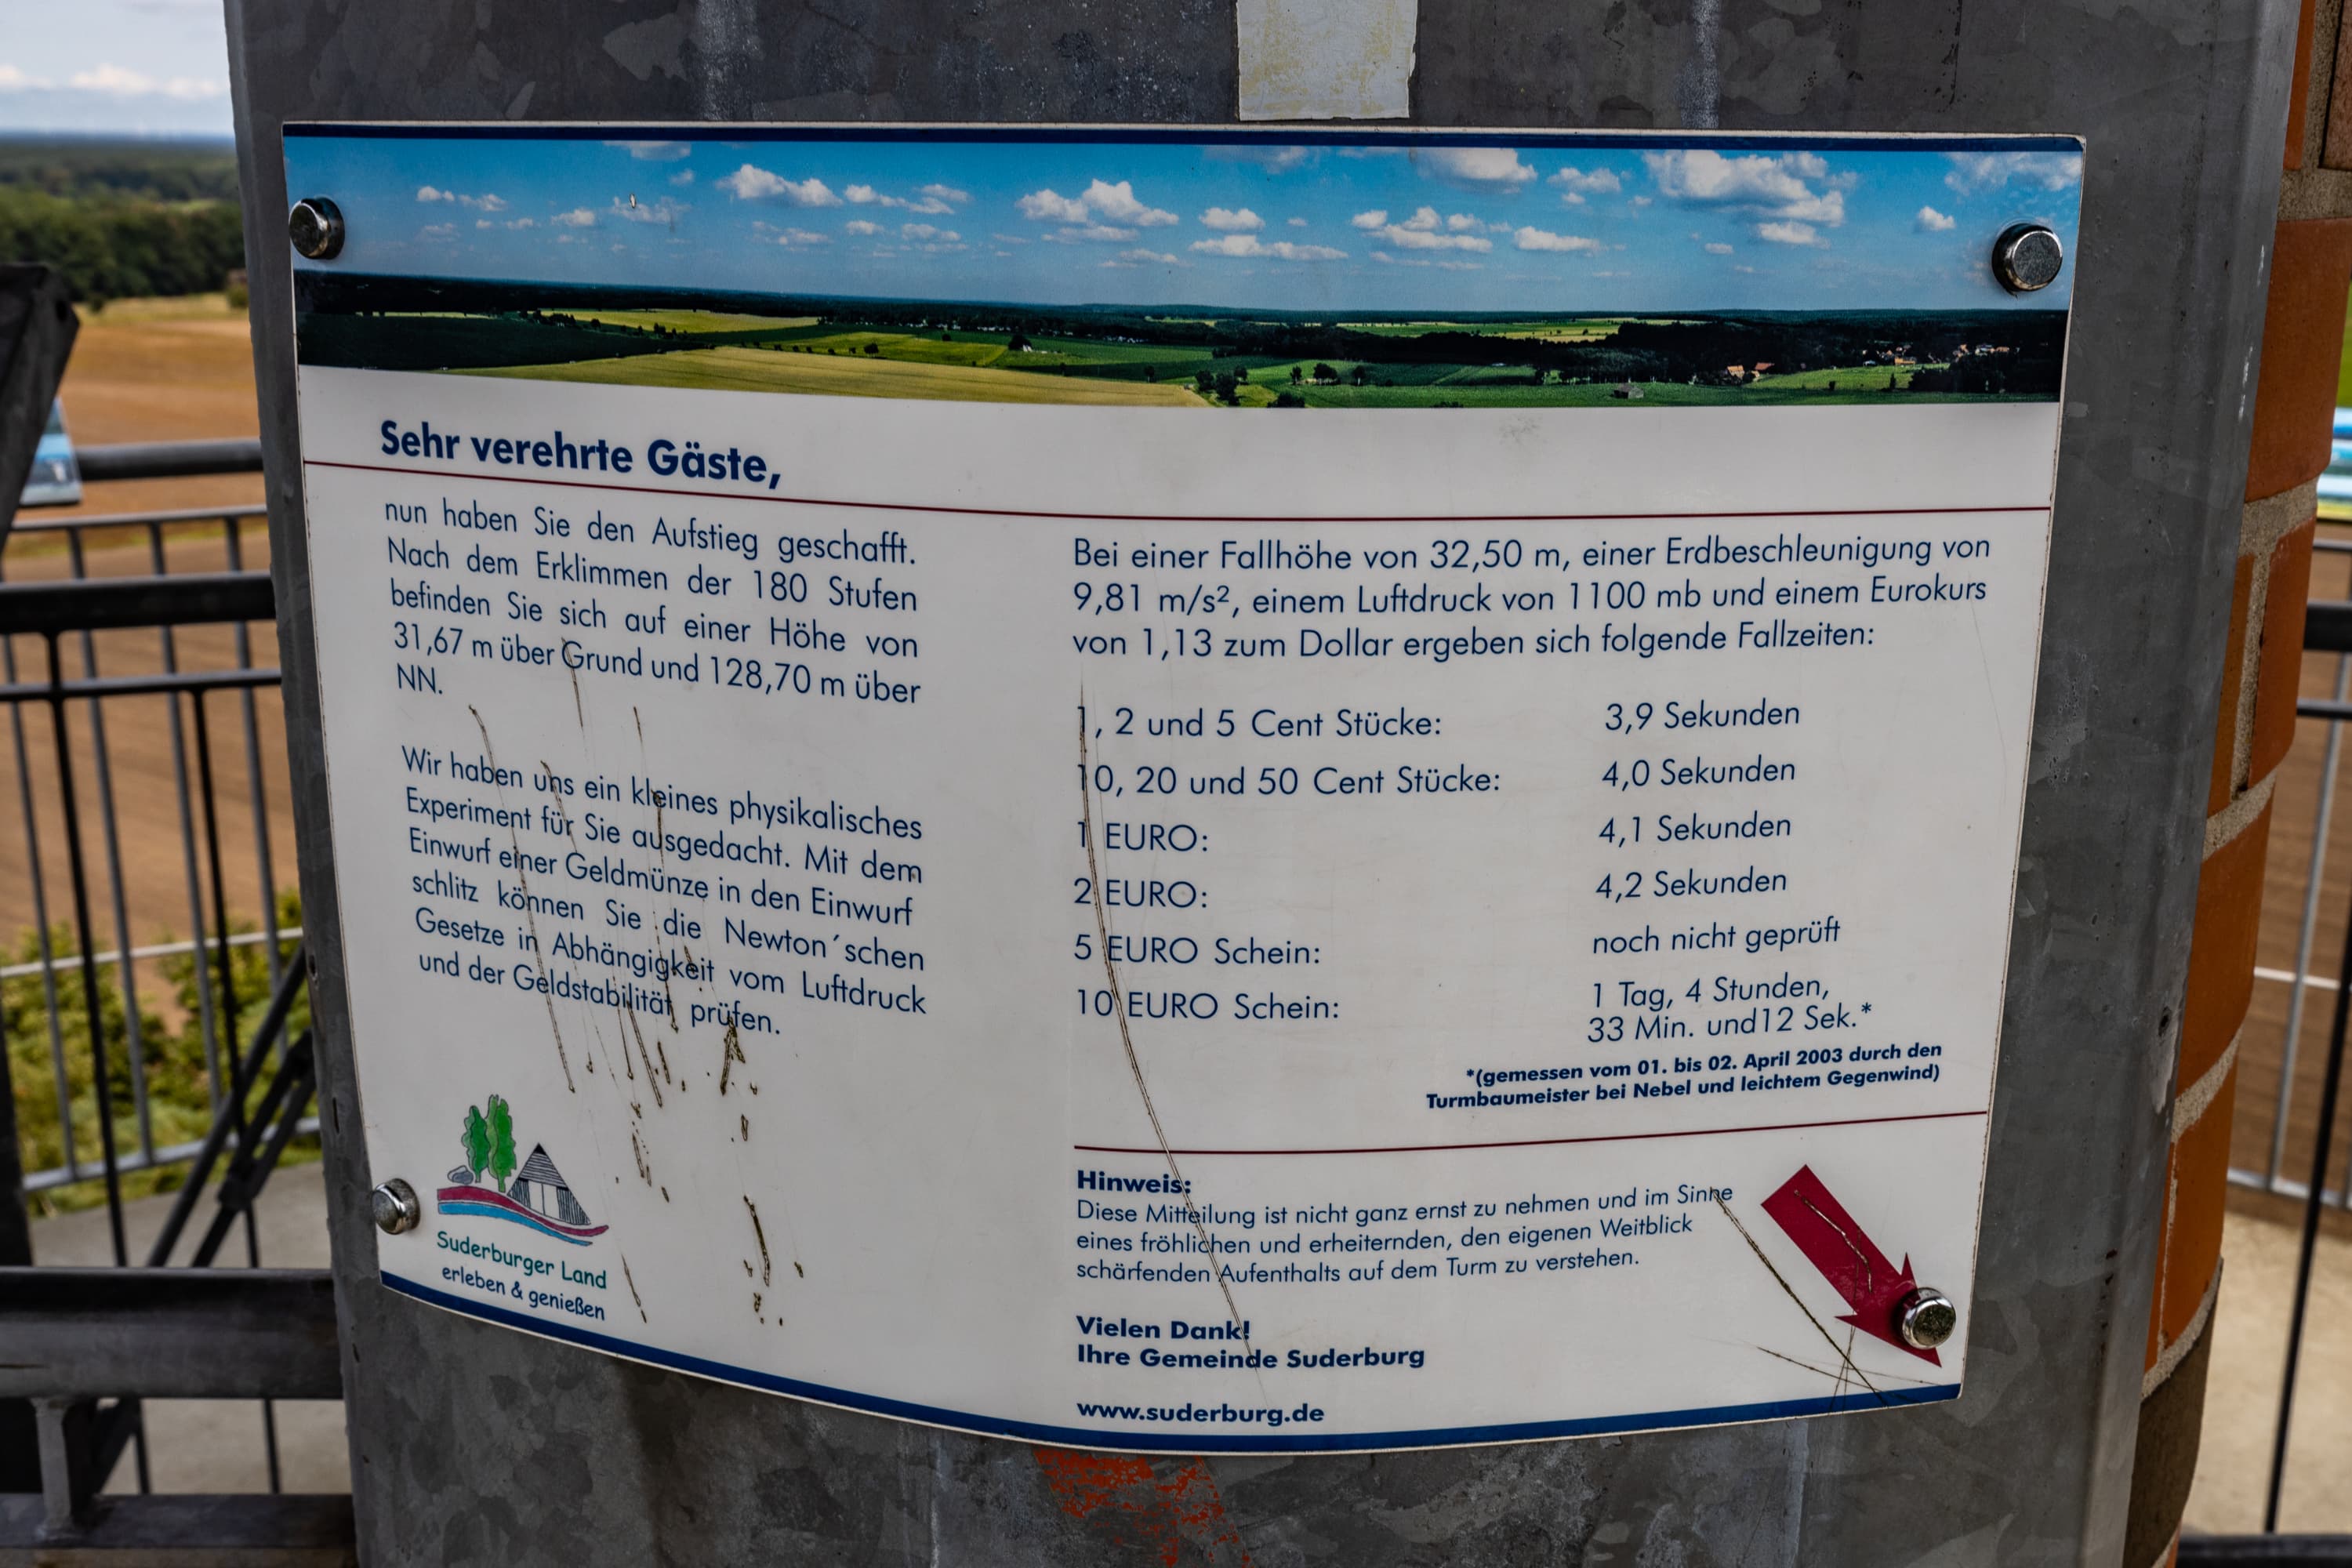 Sehr verehrte Gäste,
nun haben Sie den Aufstieg geschafft.
Nach dem Erklimmen der 180 Stufen
befinden Sie sich auf einer Höhe von
31,67 m über Grund und 128,70 m über
NN.
Wir haben uns ein kleines physikalisches
Experiment für Sie ausgedacht. Mit dem
Einwurf einer Geldmünze in den Einwurf
schlitz können Sie die Newton´schen
Gesetze in Abhängigkeit vom Luftdruck
und der Geldstabilität prüfen.
Suderburger Land
erleben & genießen
Bei einer Fallhöhe von 32,50 m, einer Erdbeschleunigung von
9,81 m/s², einem Luftdruck von 1100 mb und einem Eurokurs
von 1,13 zum Dollar ergeben sich folgende Fallzeiten:
1, 2 und 5 Cent Stücke: 3,9 Sekunden
10, 20 und 50 Cent Stücke: 4,0 Sekunden
1 EURO: 4,1 Sekunden
2 EURO: 4,2 Sekunden
5 EURO Schein: noch nicht geprüft
10 EURO Schein: 1 Tag, 4 Stunden,
33 Min. und12 Sek.*
*(gemessen vom 01. bis 02. April 2003 durch den
Turmbaumeister bei Nebel und leichtem Gegenwind)
Hinweis:
Diese Mitteilung ist nicht ganz ernst zu nehmen und im Sinne
eines fröhlichen und erheiternden, den eigenen Weitblick
schärfenden Aufenthalts auf dem Turm zu verstehen.
Vielen Dank!
Ihre Gemeinde Suderburg
www.suderburg.de